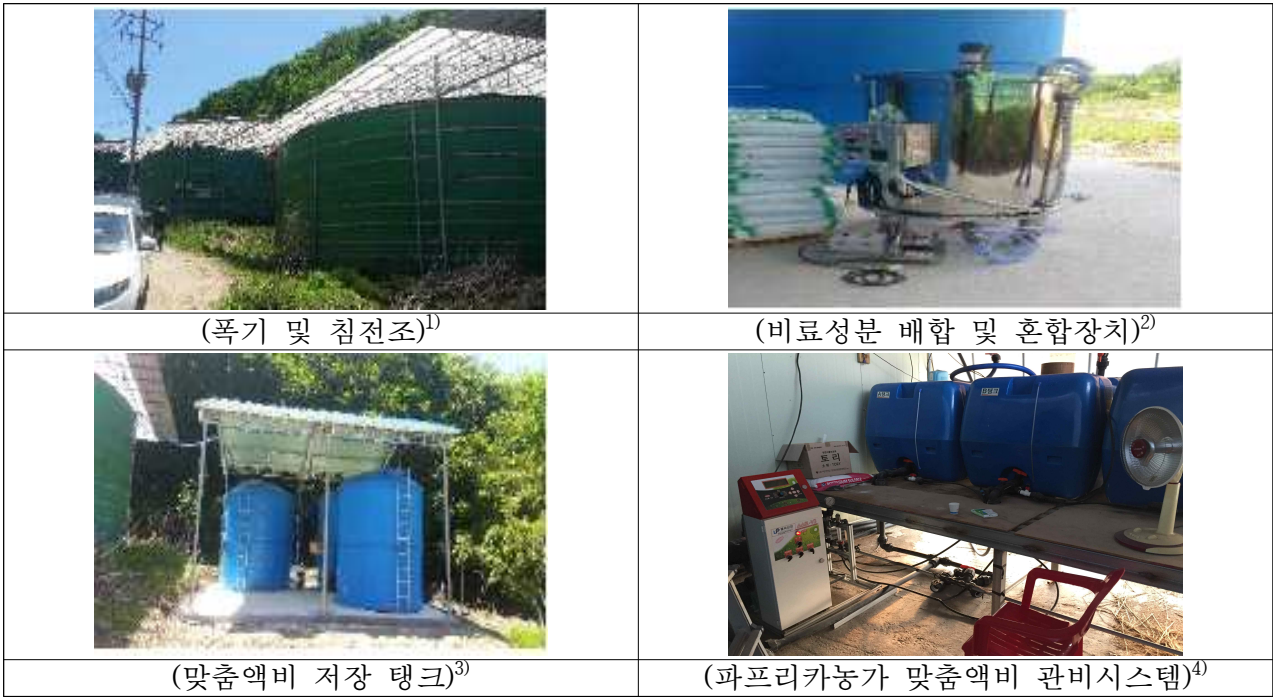 (폭기 및 침전조)1)
(비료성분 배합 및 혼합장치)2)
토리
(맞춤액비 저장 탱크)3)
(파프리카농가 맞춤액비 관비시스템)4)